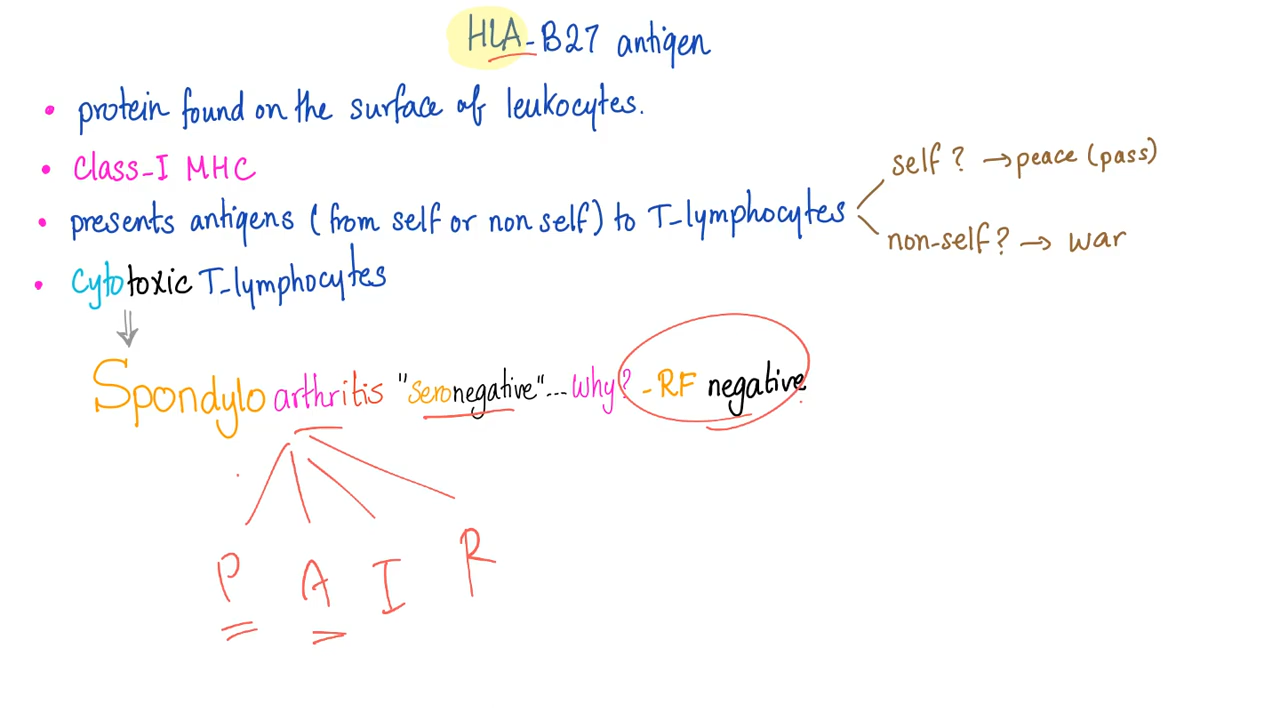 HLA-B27 antigen
• protein found on the surface of leukocytes.
• Class-I MHC
self? → peace (pass)
• presents antigens (from self or non self) to T-lymphocytes
non-self? → war
• Cytotoxic T-lymphocytes
⇓
Spondyloarthritis "seronegative"... why? - RF negative
P A I R